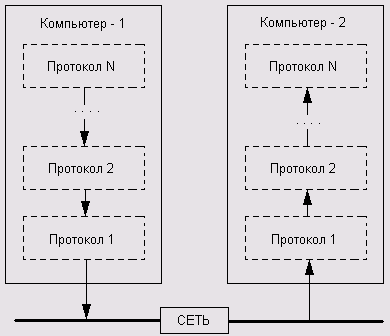 Компьютер - 1
Протокол N
. . . .
Протокол 2
Протокол 1
Компьютер - 2
Протокол N
. . . .
Протокол 2
Протокол 1
СЕТЬ